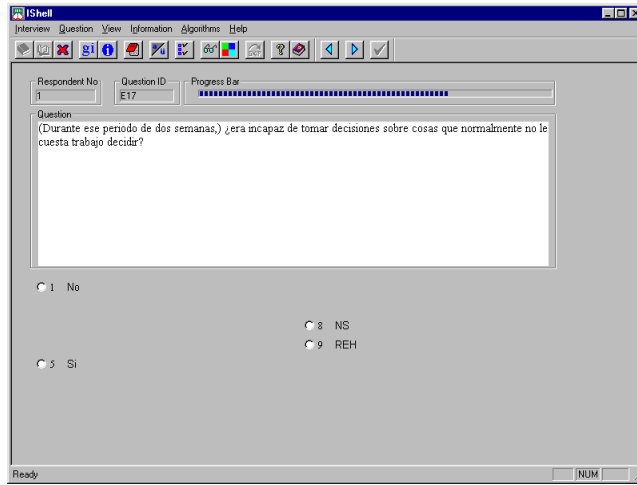 IShell
Interview Question View Information Algorithms Help
gi
Respondent No
Question ID
Progress Bar
1
E17
Question
(Durante ese periodo de dos semanas,) ¿era incapaz de tomar decisiones sobre cosas que normalmente no le
cuesta trabajo decidir?
1 No
8 NS
9 REH
5 Si
Ready
NUM